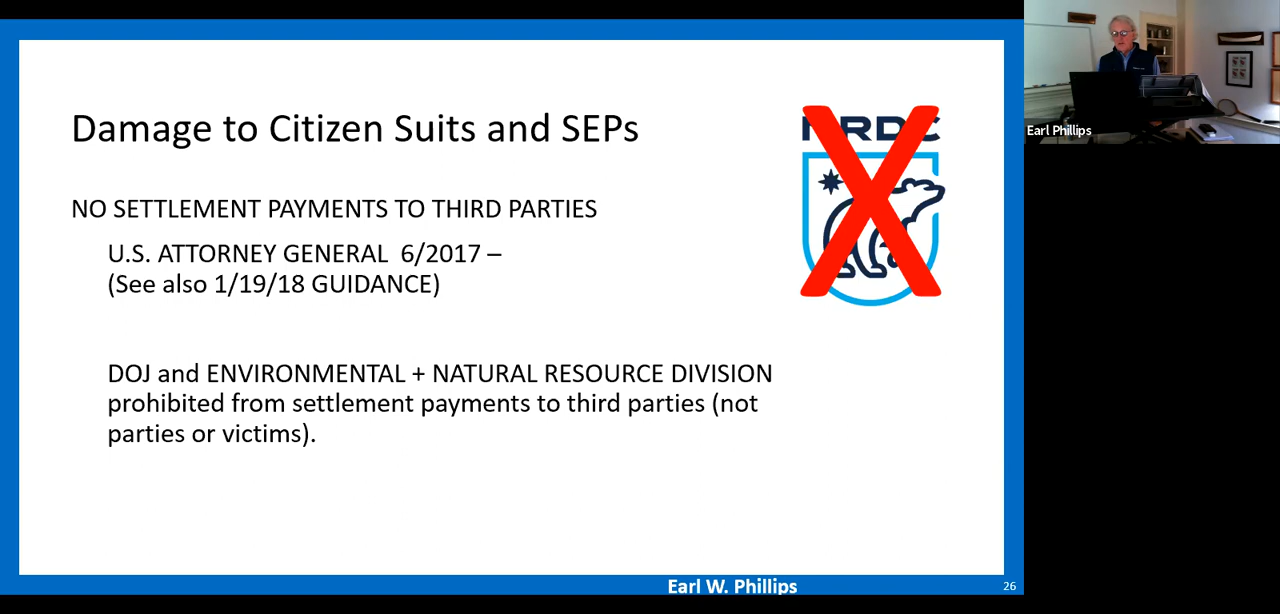 Damage to Citizen Suits and SEPs
NRDC
NO SETTLEMENT PAYMENTS TO THIRD PARTIES
U.S. ATTORNEY GENERAL 6/2017 –
(See also 1/19/18 GUIDANCE)
DOJ and ENVIRONMENTAL + NATURAL RESOURCE DIVISION
prohibited from settlement payments to third parties (not
parties or victims).
Earl W. Phillips
26
Earl Phillips